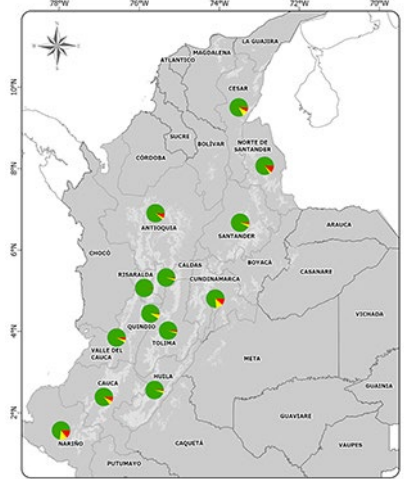 78°W 76°W 74°W 72°W 70°W
LA GUAJIRA
MAGDALENA
ATLANTICO
CESAR
10°N
SUCRE
BOLÍVAR
NORTE DE
SANTANDER
CÓRDOBA
8°N
ANTIOQUIA
SANTANDER
ARAUCA
6°N
CHOCÓ
BOYACÁ
CALDAS
RISARALDA
CUNDINAMARCA
CASANARE
VICHADA
QUINDIO
4°N
TOLIMA
VALLE DEL
CAUCA
META
HUILA
CAUCA
GUAINIA
2°N
GUAVIARÉ
NARIÑO
CAQUETÁ
VAUPES
PUTUMAYO